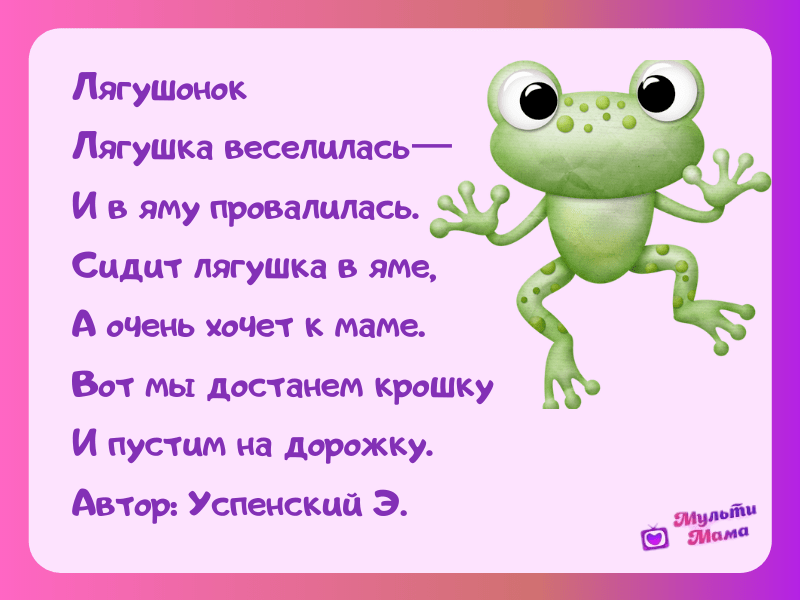 Лягушонок
Лягушка веселилась—
И в яму провалилась.
Сидит лягушка в яме,
А очень хочет к маме.
Вот мы достанем крошку
И пустим на дорожку.
Автор: Успенский Э.
Мульти
Мама